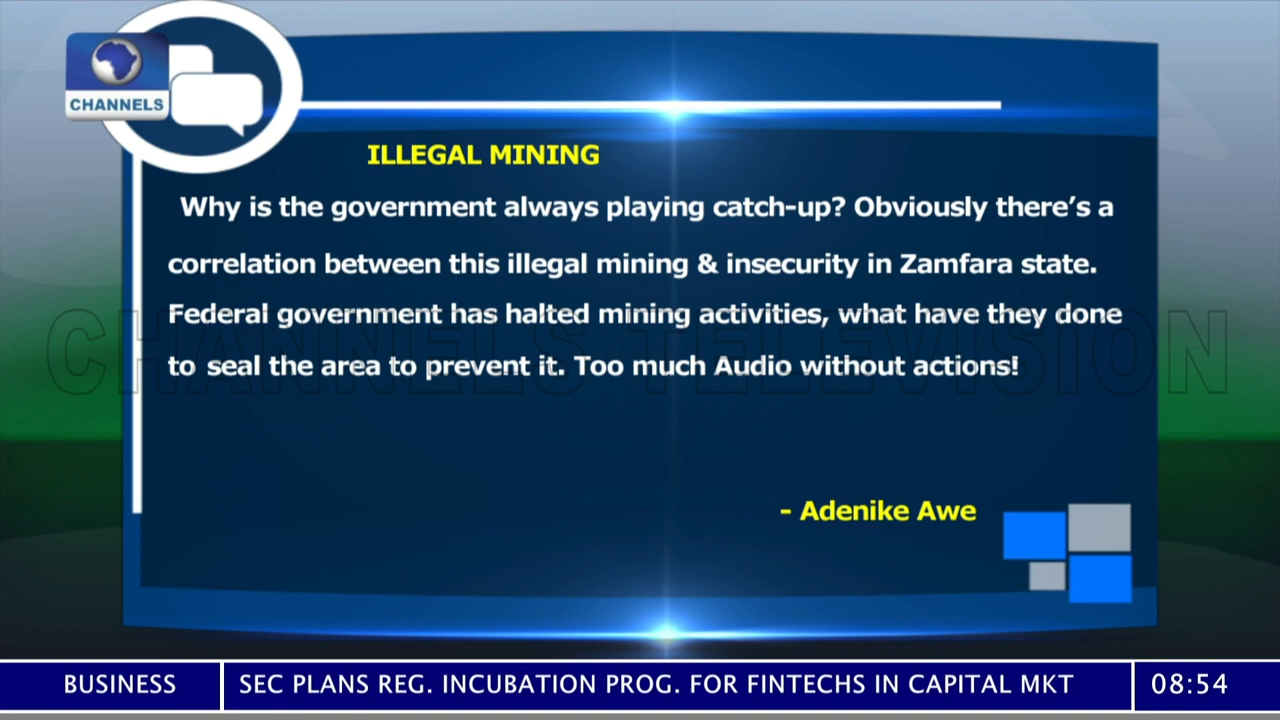 CHANNELS
ILLEGAL MINING
Why is the government always playing catch-up? Obviously there's a
correlation between this illegal mining & insecurity in Zamfara state.
Federal government has halted mining activities, what have they done
to seal the area to prevent it. Too much Audio without actions!
CHANNELS TELEVISION
- Adenike Awe
BUSINESS
SEC PLANS REG. INCUBATION PROG. FOR FINTECHS IN CAPITAL MKT
08:54